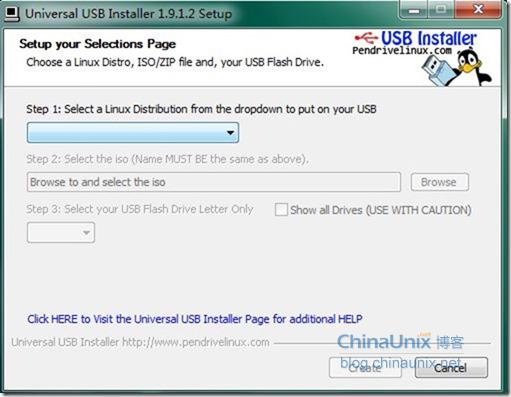 Universal USB Installer 1.9.1.2 Setup
Setup your Selections Page
Choose a Linux Distro, ISO/ZIP file and, your USB Flash Drive.
USB Installer
Pendrivelinux.com
Step 1: Select a Linux Distribution from the dropdown to put on your USB
Step 2: Select the iso (Name MUST BE the same as above).
Browse to and select the iso
Browse
Step 3: Select your USB Flash Drive Letter Only
Show all Drives (USE WITH CAUTION)
Click HERE to Visit the Universal USB Installer Page for additional HELP
Universal USB Installer http://www.pendrivelinux.com
ChinaUnix.net 博客
blog.chinaunix.net
Create
Cancel